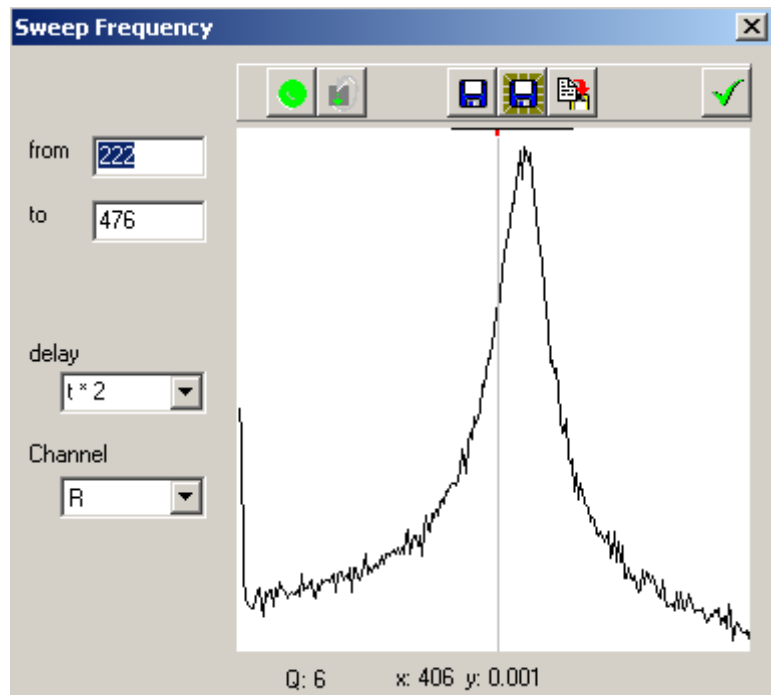 Sweep Frequency
from 222
to 476
delay
t * 2
Channel
R
Q: 6 x: 406 y: 0.001